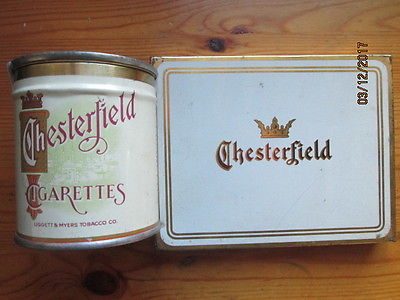 Chesterfield
CIGARETTES
LIGGETT & MYERS TOBACCO CO.
Chesterfield
03/12/2017